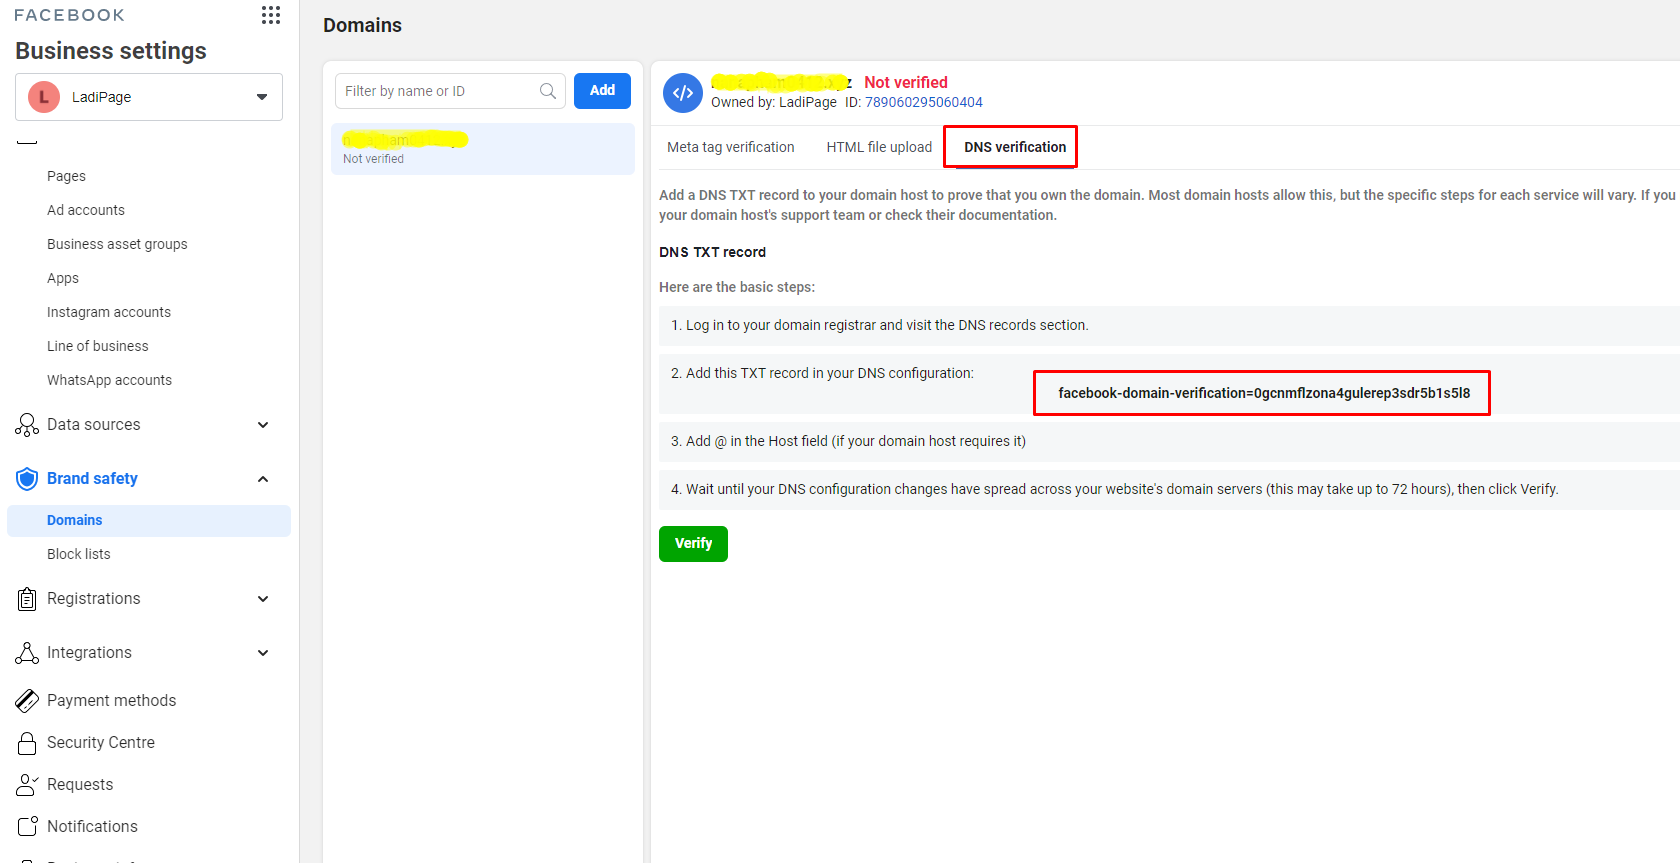 FACEBOOK
Business settings
L LadiPage
Pages
Ad accounts
Business asset groups
Apps
Instagram accounts
Line of business
WhatsApp accounts
Data sources
Brand safety
Domains
Block lists
Registrations
Integrations
Payment methods
Security Centre
Requests
Notifications
Domains
Filter by name or ID
Add
Not verified
</> Not verified
Owned by: LadiPage ID: 789060295060404
Meta tag verification HTML file upload DNS verification
Add a DNS TXT record to your domain host to prove that you own the domain. Most domain hosts allow this, but the specific steps for each service will vary. If you
your domain host's support team or check their documentation.
DNS TXT record
Here are the basic steps:
1. Log in to your domain registrar and visit the DNS records section.
2. Add this TXT record in your DNS configuration:
facebook-domain-verification=0gcnmflzona4gulerep3sdr5b1s5l8
3. Add @ in the Host field (if your domain host requires it)
4. Wait until your DNS configuration changes have spread across your website's domain servers (this may take up to 72 hours), then click Verify.
Verify